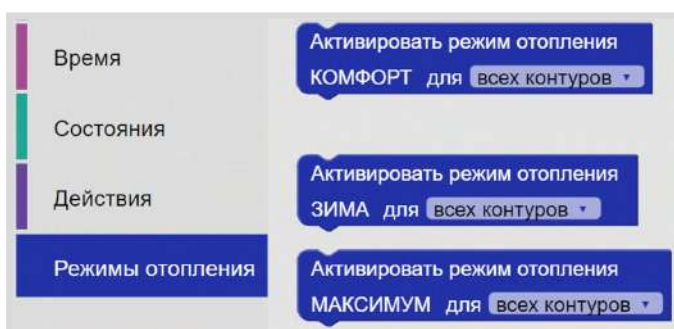 Время
Состояния
Действия
Режимы отопления
Активировать режим отопления
КОМФОРТ для всех контуров
Активировать режим отопления
ЗИМА для всех контуров
Активировать режим отопления
МАКСИМУМ для всех контуров